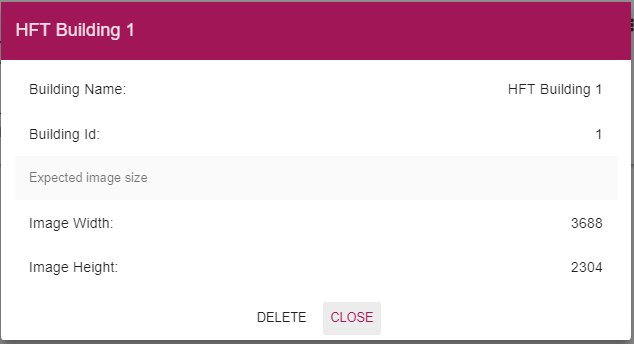 HFT Building 1
Building Name: HFT Building 1
Building Id: 1
Expected image size
Image Width: 3688
Image Height: 2304
DELETE CLOSE